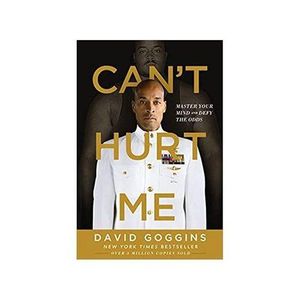 CAN'T
MASTER YOUR
MIND AND DEFY
THE ODDS
HURT
ME
DAVID GOGGINS
NEW YORK TIMES BESTSELLER
OVER 3 MILLION COPIES SOLD